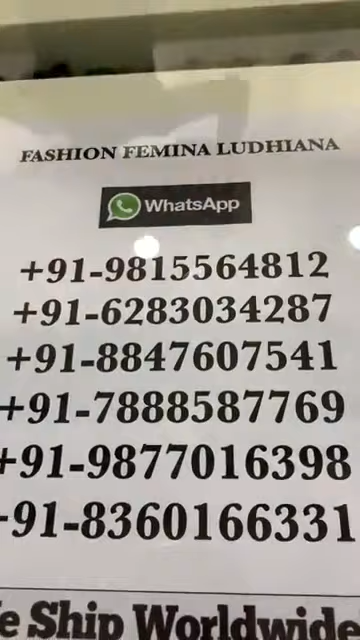 FASHION FEMINA LUDHIANA
WhatsApp
+91-9815564812
+91-6283034287
+91-8847607541
+91-7888587769
+91-9877016398
-91-8360166331
e Ship Worldwide